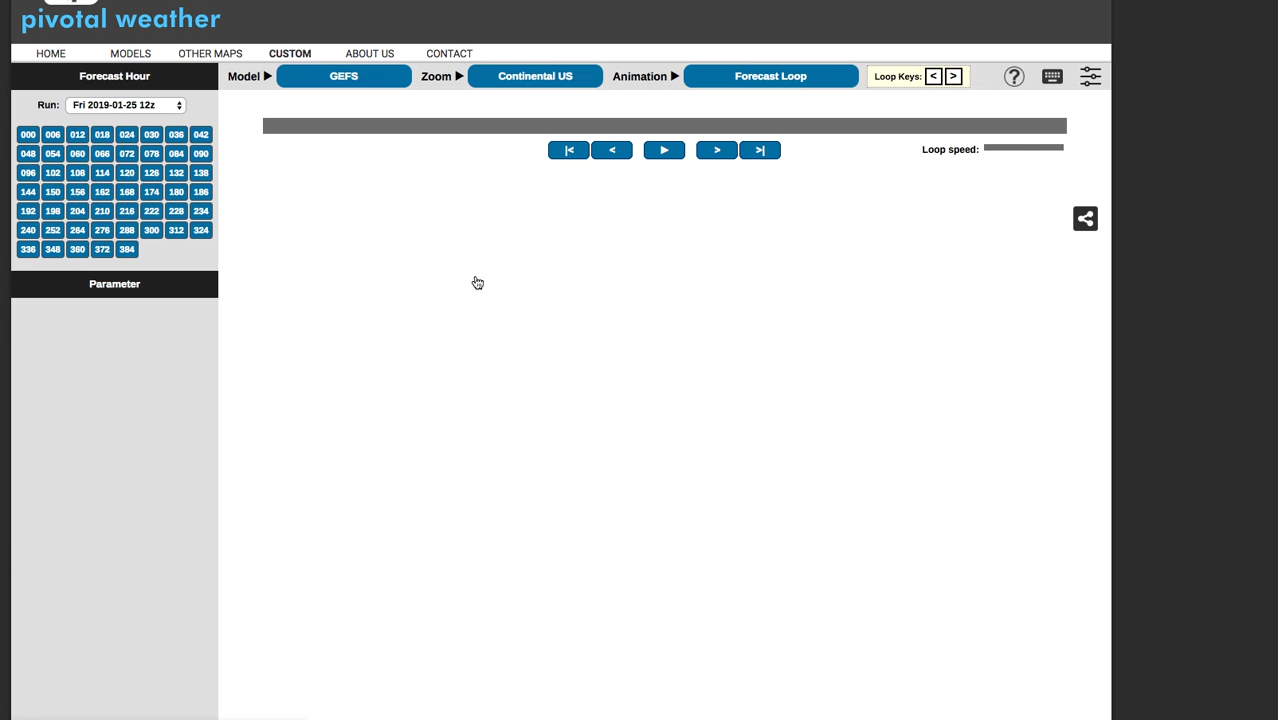 pivotal weather
HOME MODELS OTHER MAPS CUSTOM ABOUT US CONTACT
Forecast Hour
Model Zoom Animation
GEFS Continental US Forecast Loop
Loop Keys: < >
Run: Fri 2019-01-25 12z
000 006 012 018 024 030 036 042
048 054 060 066 072 078 084 090
096 102 108 114 120 126 132 138
144 150 156 162 168 174 180 186
192 198 204 210 216 222 228 234
240 252 264 276 288 300 312 324
336 348 360 372 384
|< < ► > >|
Loop speed:
Parameter